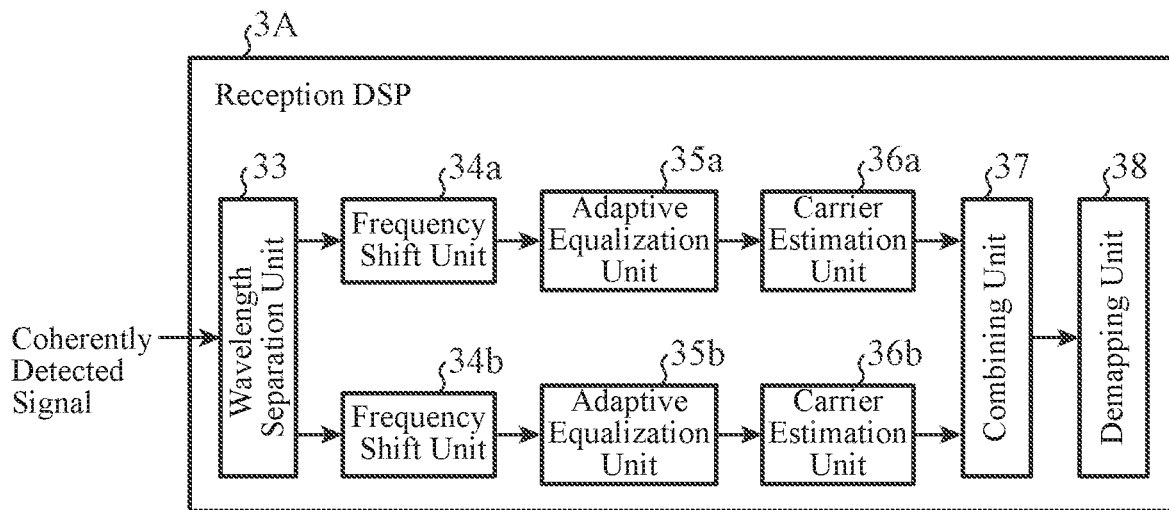 3A
Reception DSP
33
34a
35a
36a
37
38
Wavelength
Separation Unit
Frequency
Shift Unit
Adaptive
Equalization
Unit
Carrier
Estimation
Unit
Combining Unit
Demapping Unit
Coherently
Detected
Signal
34b
35b
36b
Frequency
Shift Unit
Adaptive
Equalization
Unit
Carrier
Estimation
Unit